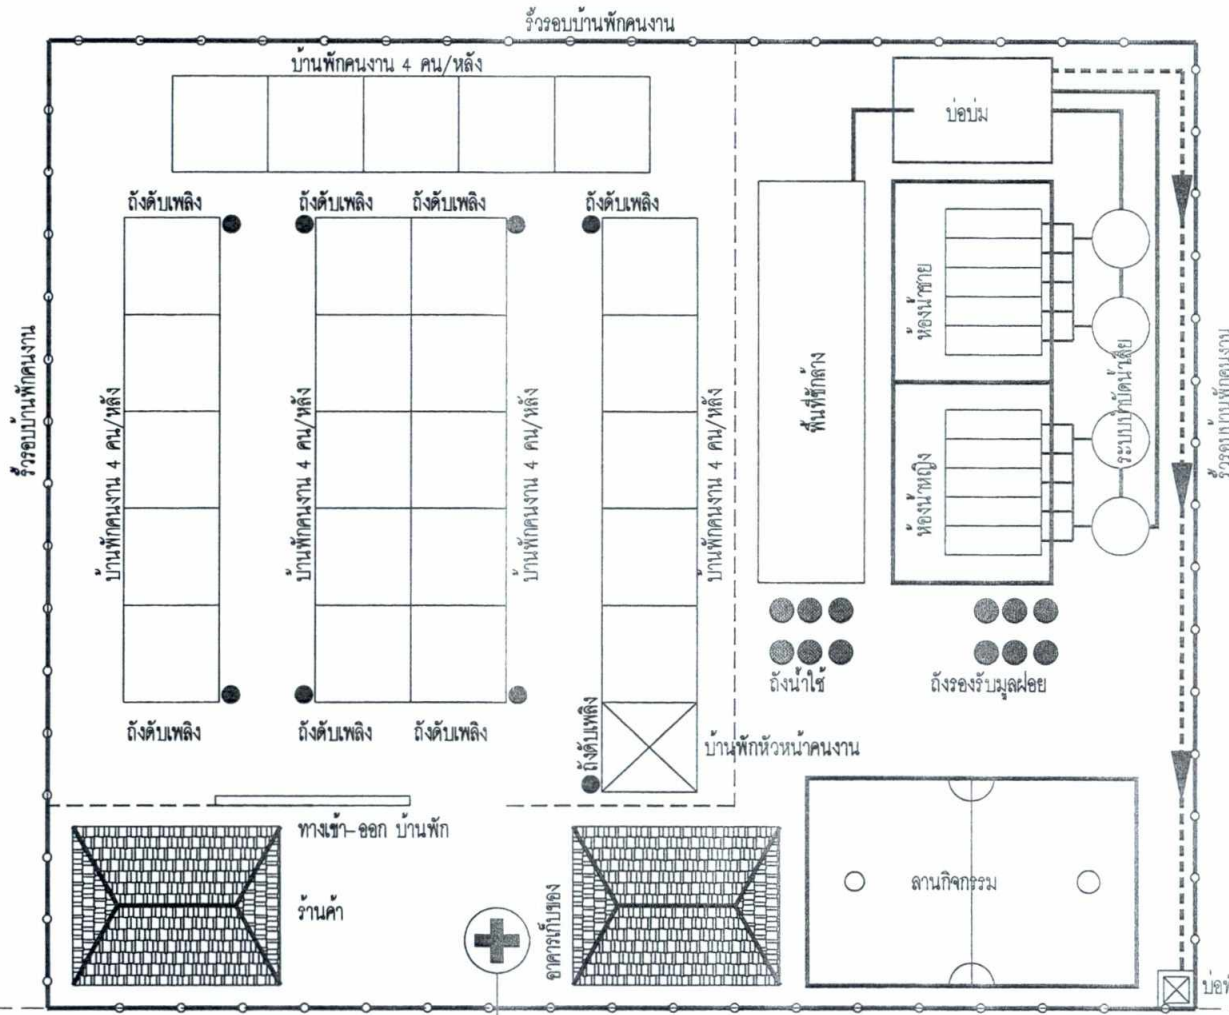 รั้วรอบบ้านพักคนงาน
บ้านพักคนงาน 4 คน/หลัง
บ่อบ่ม
ถังดับเพลิง
ถังดับเพลิง
ถังดับเพลิง
ถังดับเพลิง
รั้วรอบบ้านพักคนงาน
บ้านพักคนงาน 4 คน/หลัง
บ้านพักคนงาน 4 คน/หลัง
บ้านพักคนงาน 4 คน/หลัง
บ้านพักคนงาน 4 คน/หลัง
พื้นที่ซักล้าง
ห้องน้ำชาย
ห้องน้ำหญิง
ระบบบำบัดน้ำเสีย
รั้วรอบบ้านพักคนงาน
ถังน้ำใช้
ถังรองรับมูลฝอย
ถังดับเพลิง
ถังดับเพลิง
ถังดับเพลิง
ถังดับเพลิง
บ้านพักหัวหน้าคนงาน
ทางเข้า-ออก บ้านพัก
ร้านค้า
อาคารเก็บของ
ลานกิจกรรม